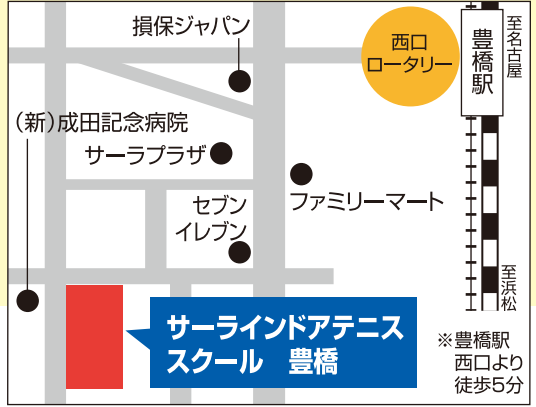 損保ジャパン
西口
ロータリー
豊橋駅
至名古屋
(新)成田記念病院
サーラプラザ
セブン
イレブン
ファミリーマート
至浜松
サーラインドアテニス
スクール 豊橋
※豊橋駅
西口より
徒歩5分